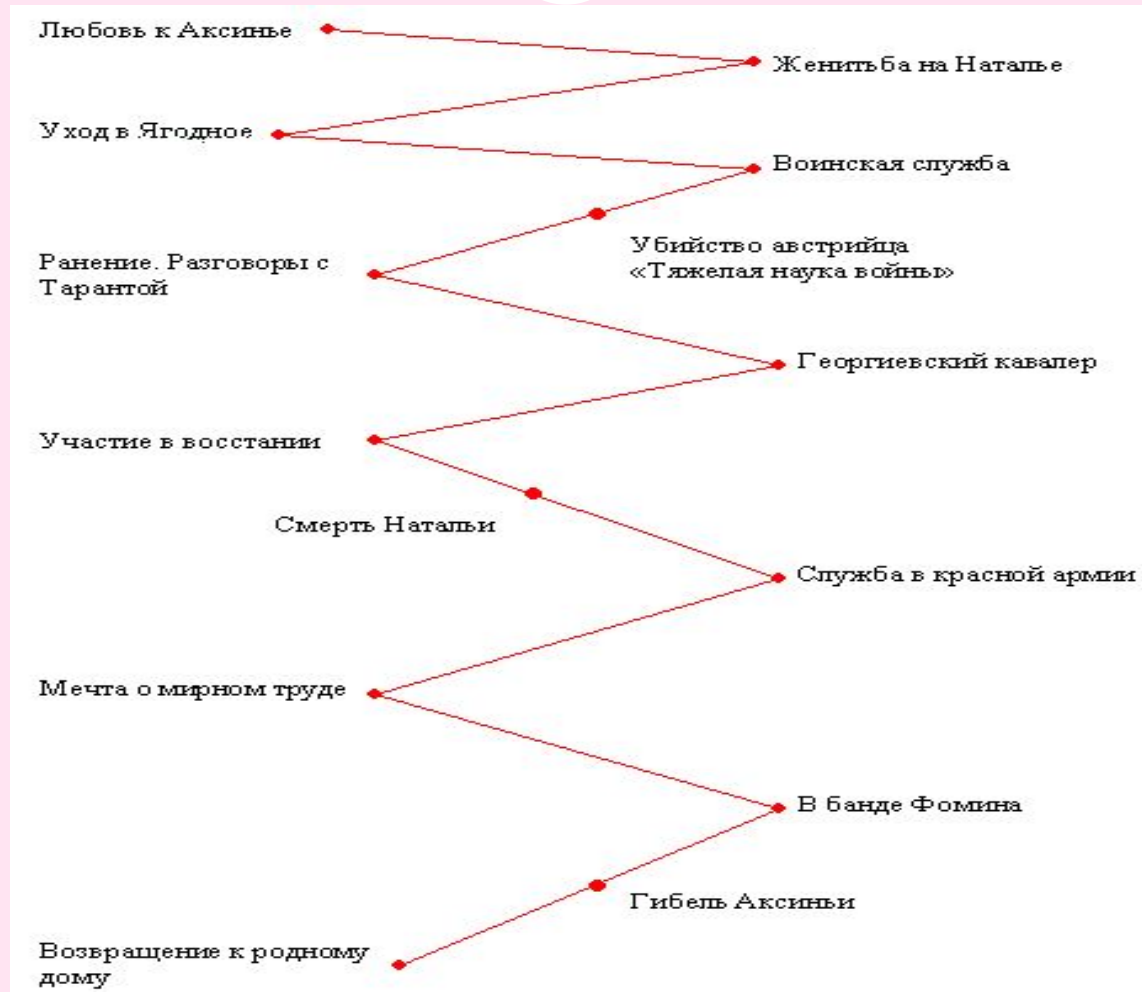 Любовь к Аксинье
Женитьба на Наталье
Уход в Ягодное
Воинская служба
Убийство австрийца
«Тяжелая наука войны»
Ранение. Разговоры с
Тарантой
Георгиевский кавалер
Участие в восстании
Смерть Натальи
Служба в красной армии
Мечта о мирном труде
В банде Фомина
Гибель Аксиньи
Возвращение к родному
дому